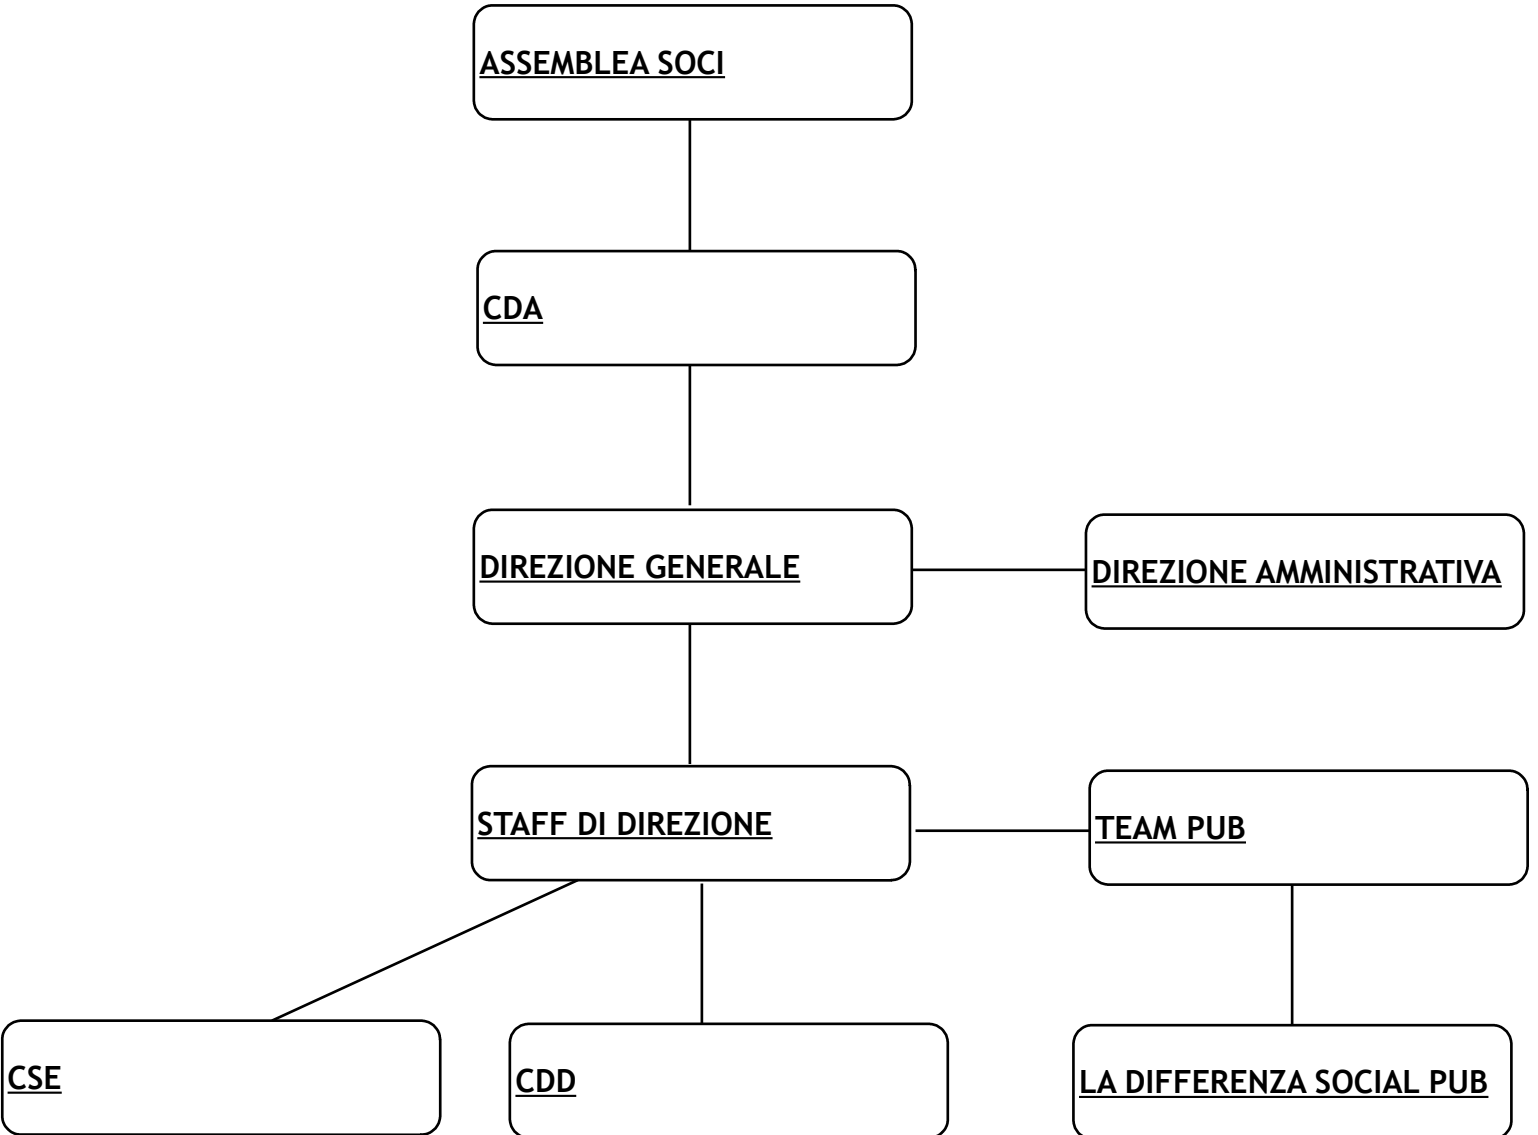 ASSEMBLEA SOCI
CDA
DIREZIONE GENERALE
DIREZIONE AMMINISTRATIVA
STAFF DI DIREZIONE
TEAM PUB
CSE
CDD
LA DIFFERENZA SOCIAL PUB